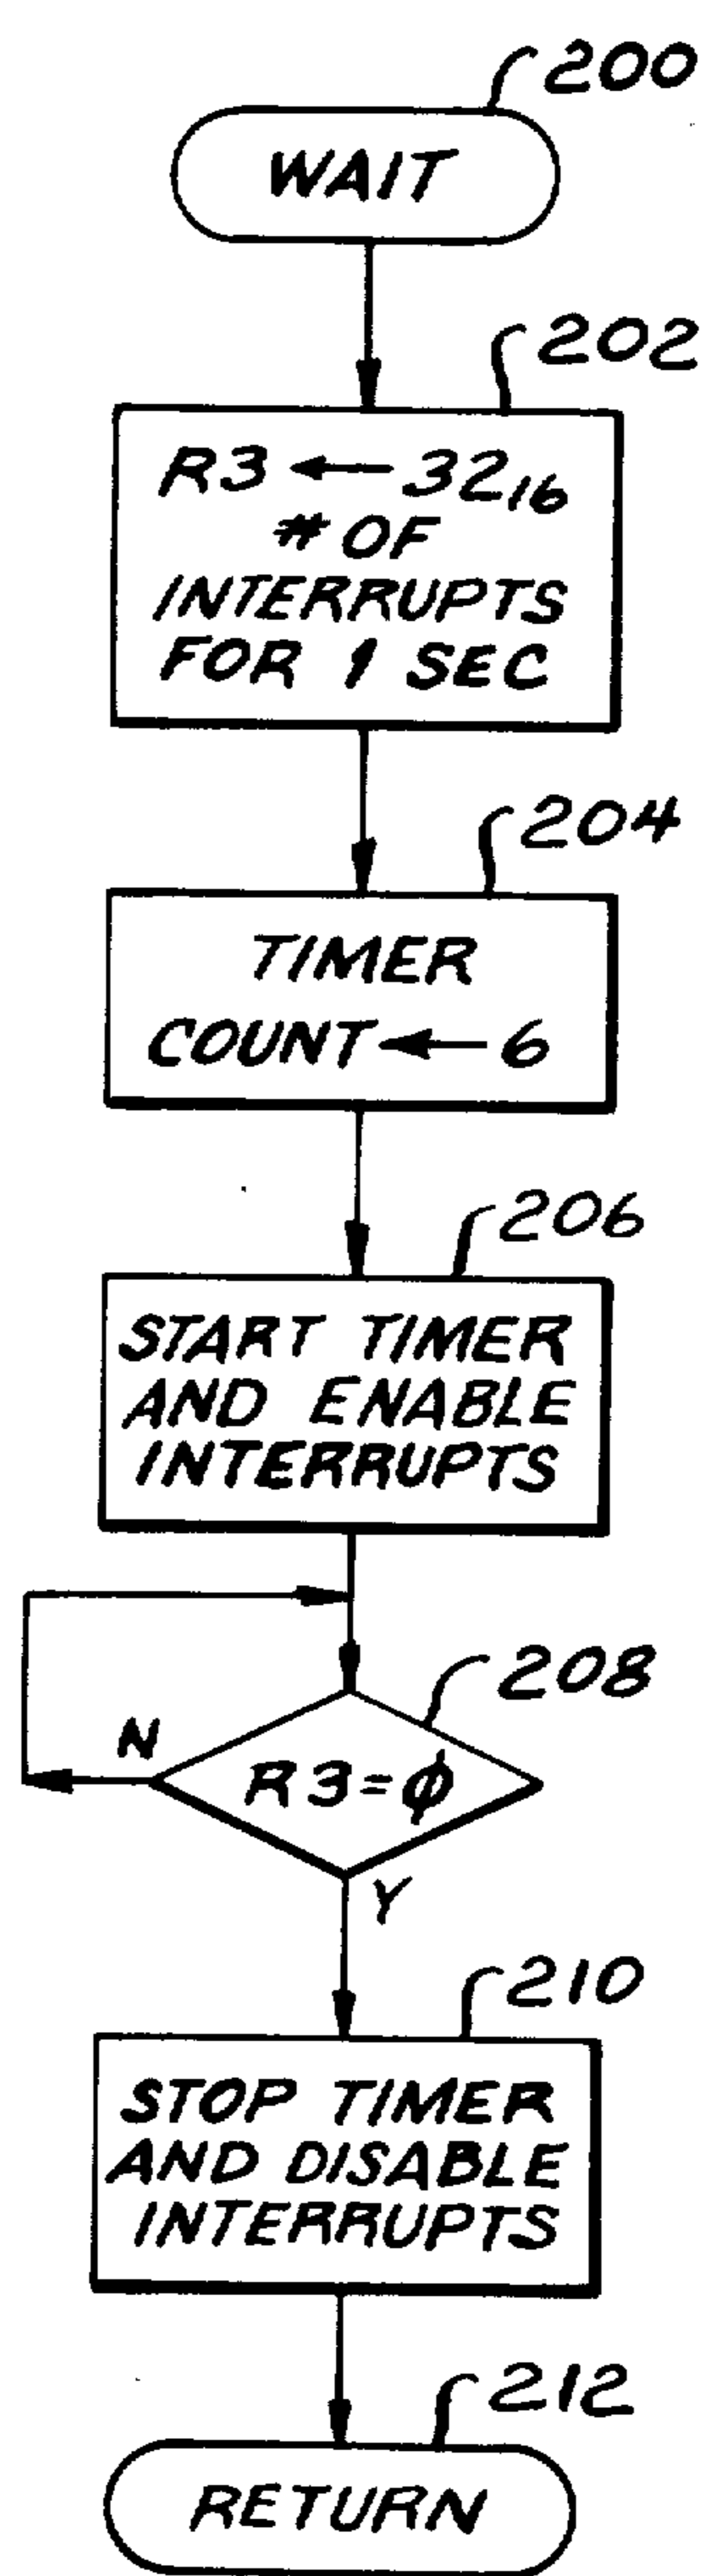 200
WAIT
202
R3 ← 32₁₆
# OF
INTERRUPTS
FOR 1 SEC
204
TIMER
COUNT ← 6
206
START TIMER
AND ENABLE
INTERRUPTS
208
N
R3=ϕ
Y
210
STOP TIMER
AND DISABLE
INTERRUPTS
212
RETURN